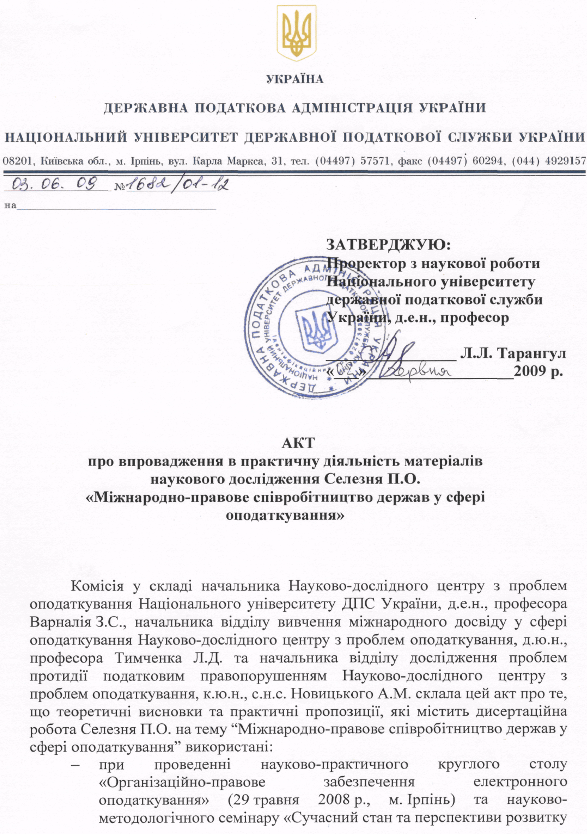 УКРАЇНА
ДЕРЖАВНА ПОДАТКОВА АДМІНІСТРАЦІЯ УКРАЇНИ
НАЦІОНАЛЬНИЙ УНІВЕРСИТЕТ ДЕРЖАВНОЇ ПОДАТКОВОЇ СЛУЖБИ УКРАЇНИ
08201, Київська обл., м. Ірпінь, вул. Карла Маркса, 31, тел. (04497) 57571, факс (04497) 60294, (044) 4929157
03. 06. 09 №1682/01-12
на
ЗАТВЕРДЖУЮ:
Проректор з наукової роботи
Національного університету
державної податкової служби
України, д.е.н., професор
Л.Л. Тарангул
« » червня 2009 р.
ДЕРЖАВНА ПОДАТКОВА АДМІНІСТРАЦІЯ УКРАЇНИ
АКТ
про впровадження в практичну діяльність матеріалів
наукового дослідження Селезня П.О.
«Міжнародно-правове співробітництво держав у сфері
оподаткування»
Комісія у складі начальника Науково-дослідного центру з проблем
оподаткування Національного університету ДПС України, д.е.н., професора
Варналія З.С., начальника відділу вивчення міжнародного досвіду у сфері
оподаткування Науково-дослідного центру з проблем оподаткування, д.ю.н.,
професора Тимченка Л.Д. та начальника відділу дослідження проблем
протидії податковим правопорушенням Науково-дослідного центру з
проблем оподаткування, к.ю.н., с.н.с. Новицького А.М. склала цей акт про те,
що теоретичні висновки та практичні пропозиції, які містить дисертаційна
робота Селезня П.О. на тему “Міжнародно-правове співробітництво держав у
сфері оподаткування” використані:
– при проведенні науково-практичного круглого столу
«Організаційно-правове забезпечення електронного
оподаткування» (29 травня 2008 р., м. Ірпінь) та науково-
методологічного семінару «Сучасний стан та перспективи розвитку